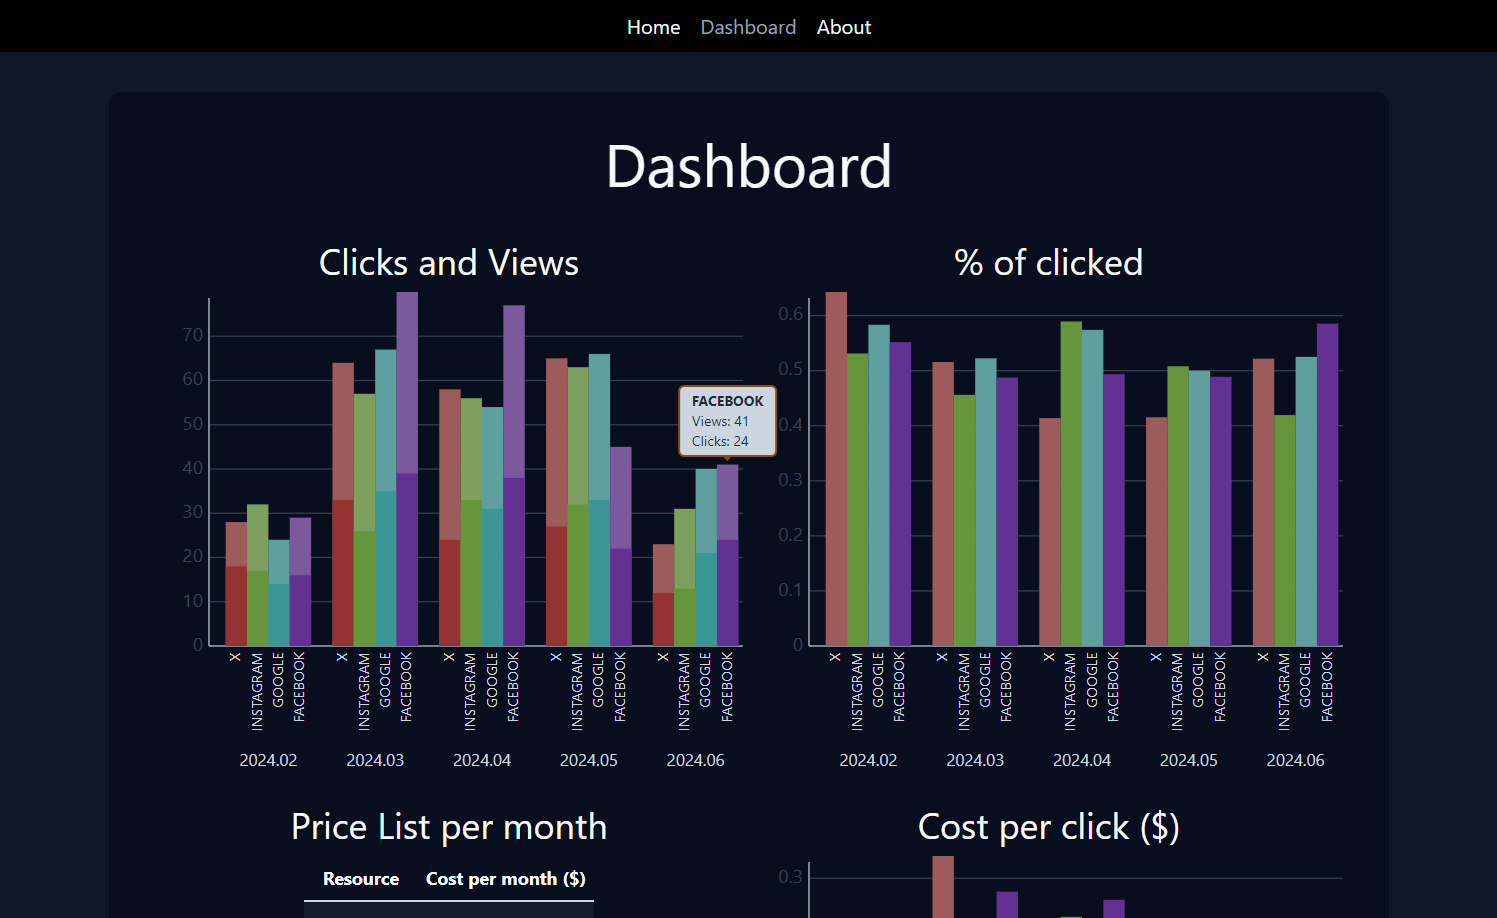 Home Dashboard About
Dashboard
Clicks and Views
70
60
50
40
30
20
10
0
FACEBOOK
Views: 41
Clicks: 24
X INSTAGRAM GOOGLE FACEBOOK X INSTAGRAM GOOGLE FACEBOOK X INSTAGRAM GOOGLE FACEBOOK X INSTAGRAM GOOGLE FACEBOOK X INSTAGRAM GOOGLE FACEBOOK
2024.02 2024.03 2024.04 2024.05 2024.06
% of clicked
0.6
0.5
0.4
0.3
0.2
0.1
0
X INSTAGRAM GOOGLE FACEBOOK X INSTAGRAM GOOGLE FACEBOOK X INSTAGRAM GOOGLE FACEBOOK X INSTAGRAM GOOGLE FACEBOOK X INSTAGRAM GOOGLE FACEBOOK
2024.02 2024.03 2024.04 2024.05 2024.06
Price List per month
Resource Cost per month ($)
Cost per click ($)
0.3